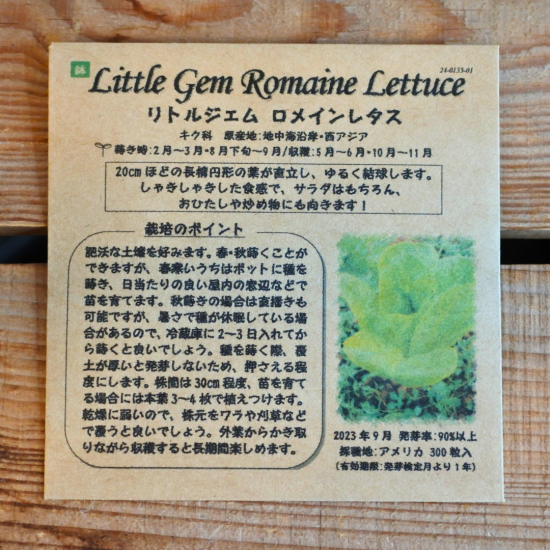 鉢
24-0135-01
Little Gem Romaine Lettuce
リトルジェム ロメインレタス
キク科 原産地:地中海沿岸・西アジア
蒔き時:2月～3月・8月下旬～9月/収穫:5月～6月・10月～11月
20cmほどの長楕円形の葉が直立し、ゆるく結球します。
しゃきしゃきした食感で、サラダはもちろん、
おひたしや炒め物にも向きます!
栽培のポイント
肥沃な土壌を好みます。春・秋蒔くことが
できますが、春寒いうちはポットに種を
蒔き、日当たりの良い屋内の窓辺などで
苗を育てます。秋蒔きの場合は直播きも
可能ですが、暑さで種が休眠している場
合があるので、冷蔵庫に2～3日入れてか
ら蒔くと良いでしょう。種を蒔く際、覆
土が厚いと発芽しないため、押さえる程
度にします。株間は30cm程度、苗を育て
る場合には本葉3～4枚で植えつけます。
乾燥に弱いので、株元をワラや刈草など
で覆うと良いでしょう。外葉からかき取
りながら収穫すると長期間楽しめます。
2023年9月 発芽率:90%以上
採種地:アメリカ 300粒入
(有効期限:発芽検定月より1年)